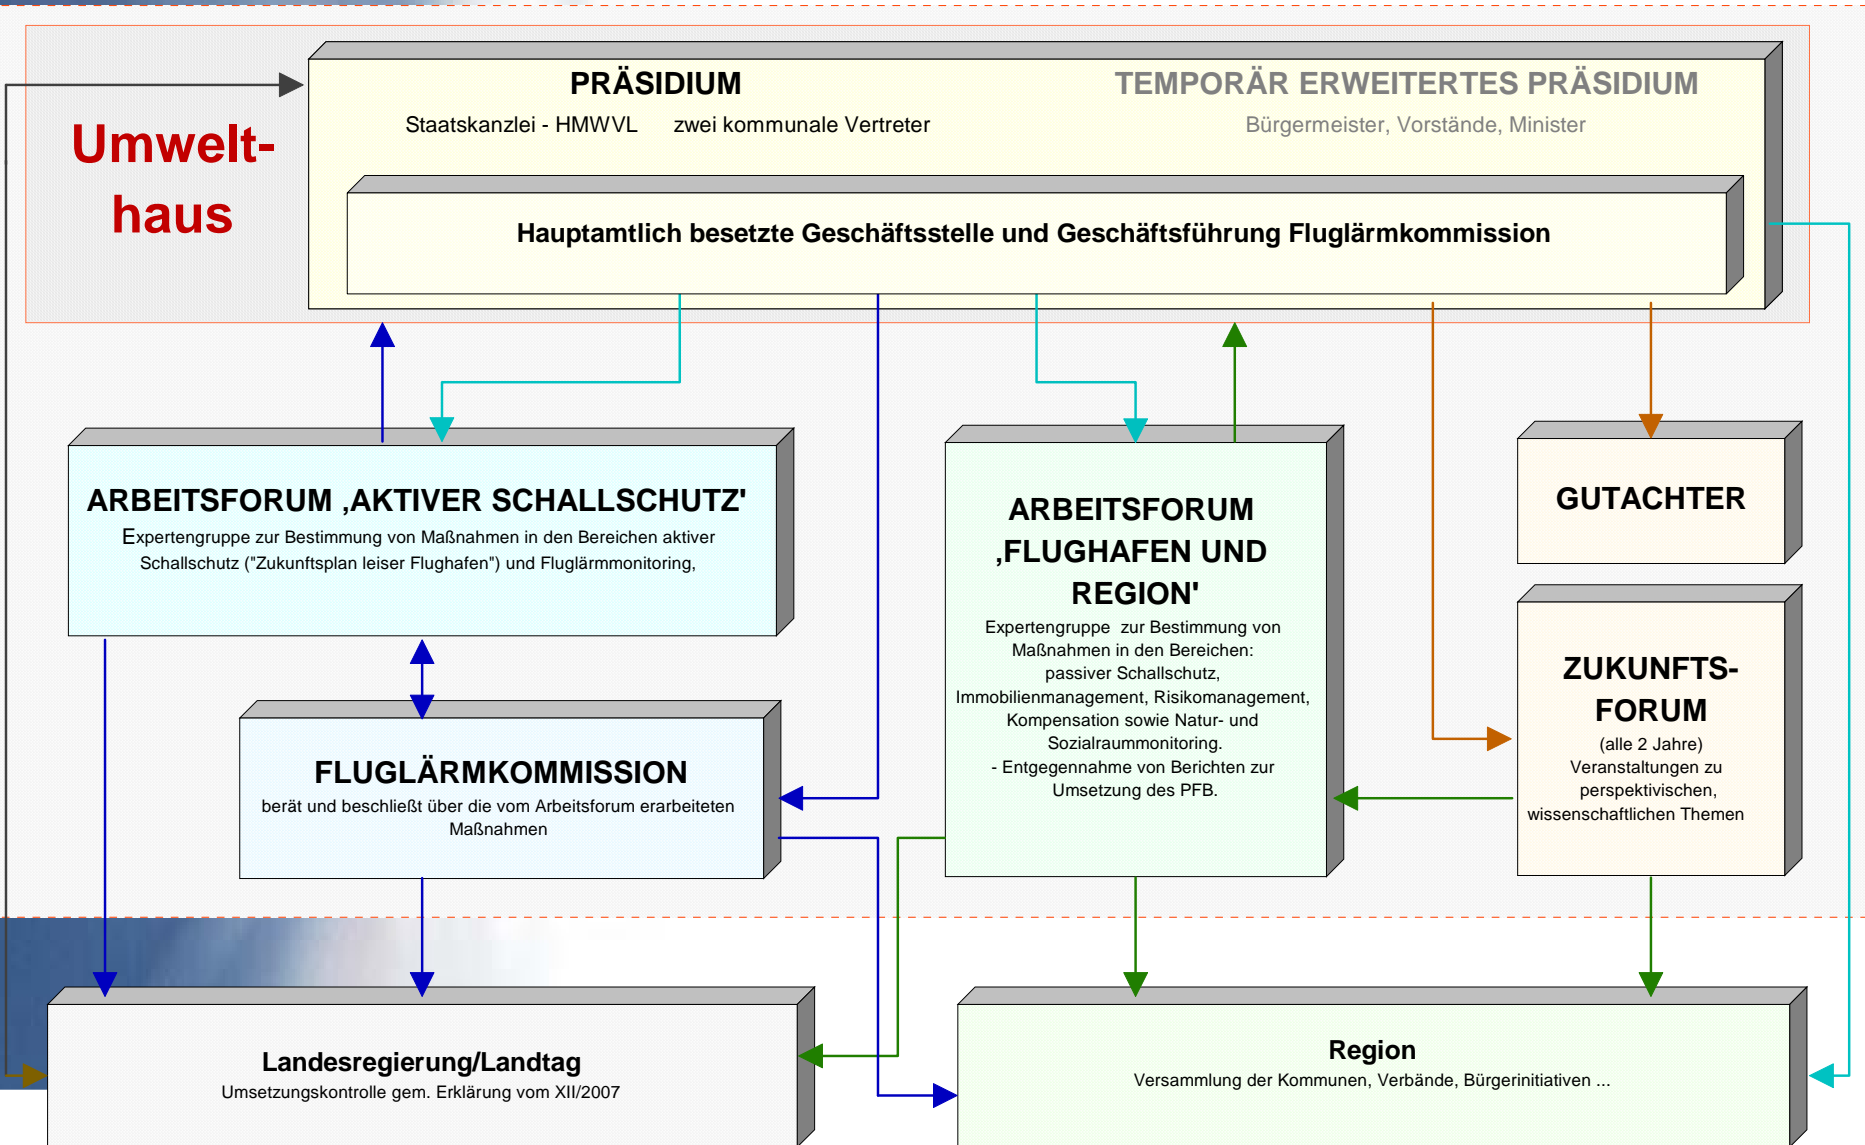 Umwelt-
haus
PRÄSIDIUM
Staatskanzlei - HMWVL zwei kommunale Vertreter
TEMPORÄR ERWEITERTES PRÄSIDIUM
Bürgermeister, Vorstände, Minister
Hauptamtlich besetzte Geschäftsstelle und Geschäftsführung Fluglärmkommission
ARBEITSFORUM ‚AKTIVER SCHALLSCHUTZ'
Expertengruppe zur Bestimmung von Maßnahmen in den Bereichen aktiver
Schallschutz ("Zukunftsplan leiser Flughafen") und Fluglärmmonitoring,
ARBEITSFORUM
‚FLUGHAFEN UND
REGION'
Expertengruppe zur Bestimmung von
Maßnahmen in den Bereichen:
passiver Schallschutz,
Immobilienmanagement, Risikomanagement,
Kompensation sowie Natur- und
Sozialraummonitoring.
- Entgegennahme von Berichten zur
Umsetzung des PFB.
GUTACHTER
ZUKUNFTS-
FORUM
(alle 2 Jahre)
Veranstaltungen zu
perspektivischen,
wissenschaftlichen Themen
FLUGLÄRMKOMMISSION
berät und beschließt über die vom Arbeitsforum erarbeiteten
Maßnahmen
Landesregierung/Landtag
Umsetzungskontrolle gem. Erklärung vom XII/2007
Region
Versammlung der Kommunen, Verbände, Bürgerinitiativen ...